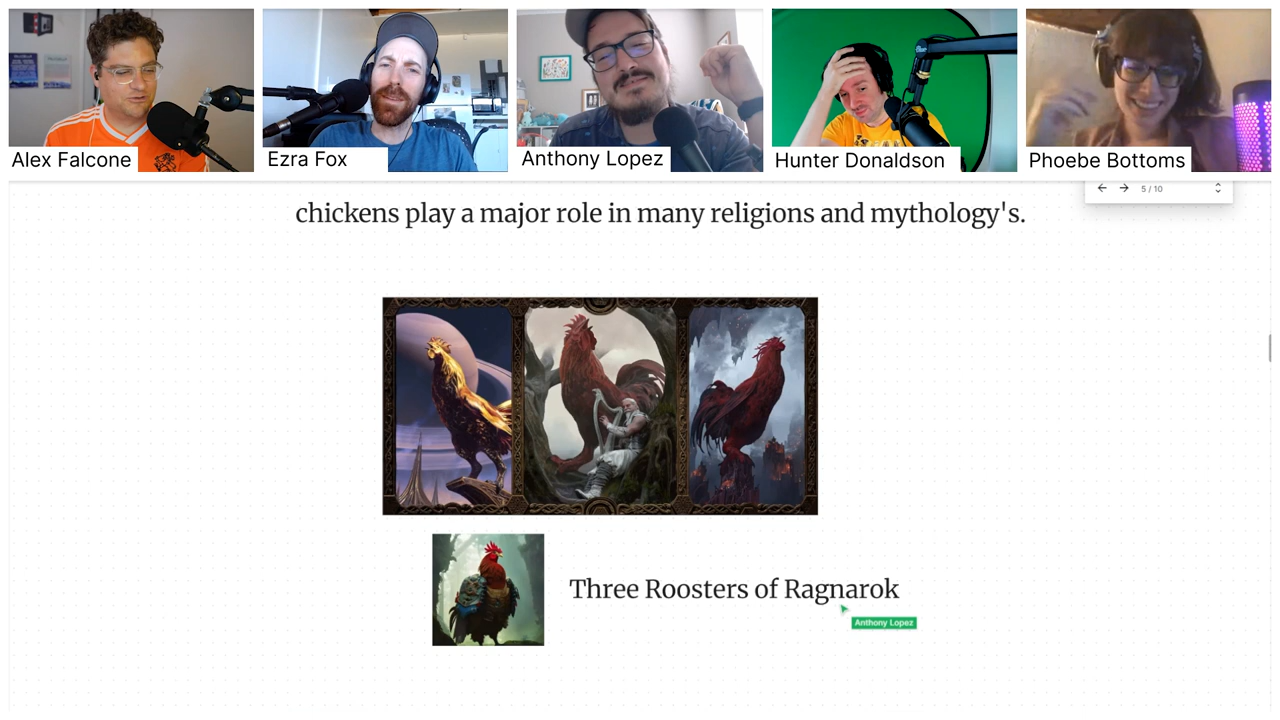 Alex Falcone
Ezra Fox
Anthony Lopez
Hunter Donaldson
Phoebe Bottoms
5 / 10
chickens play a major role in many religions and mythology's.
Three Roosters of Ragnarok
Anthony Lopez